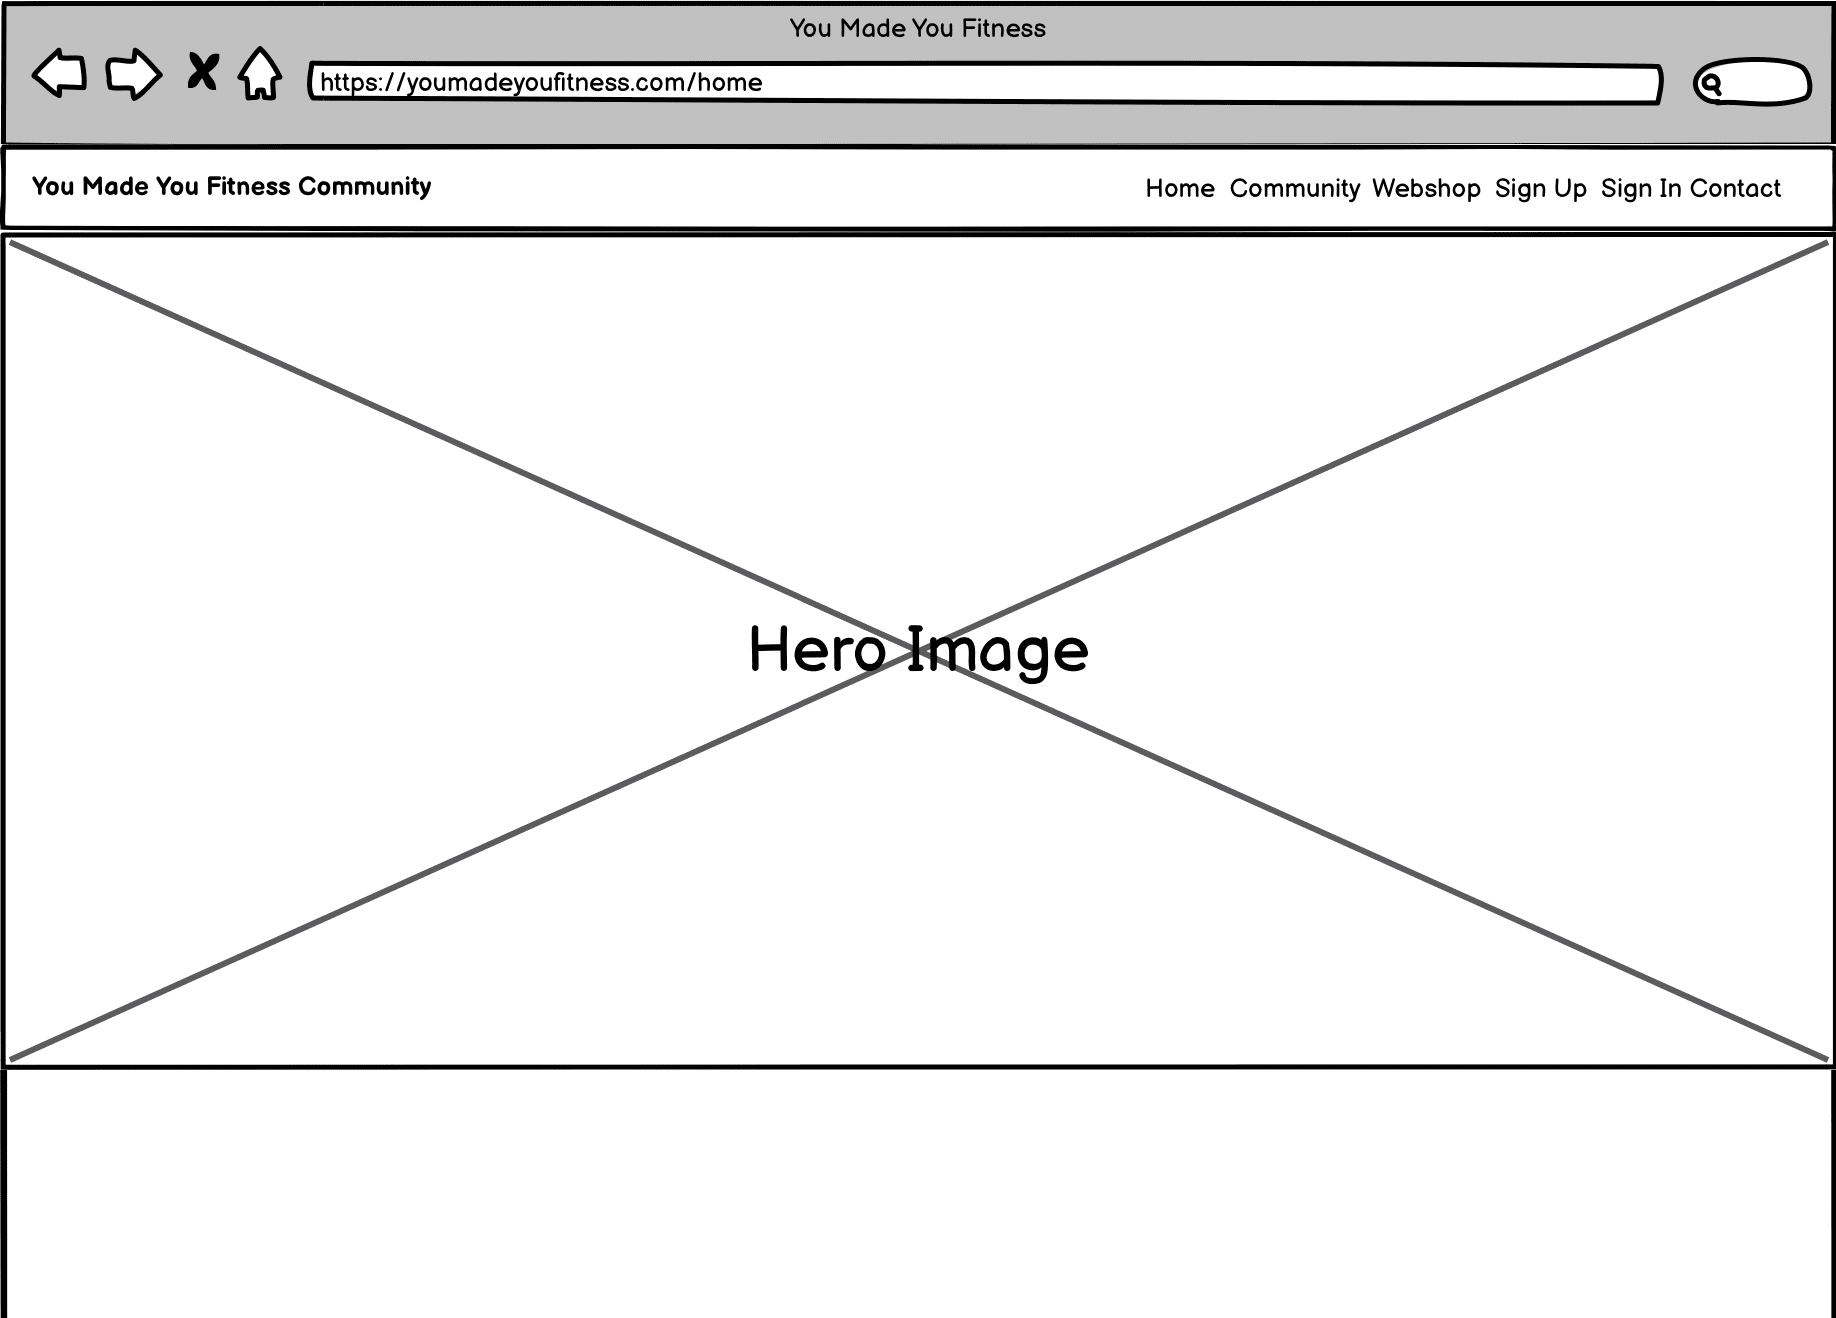 You Made You Fitness
https://youmadeyoufitness.com/home
You Made You Fitness Community
Home Community Webshop Sign Up Sign In Contact
Hero Image